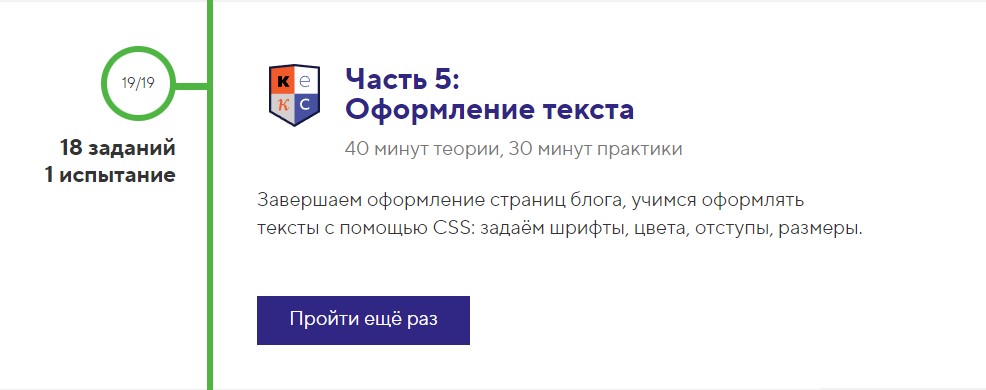 19/19
18 заданий
1 испытание
К е
К С
Часть 5:
Оформление текста
40 минут теории, 30 минут практики
Завершаем оформление страниц блога, учимся оформлять
тексты с помощью CSS: задаём шрифты, цвета, отступы, размеры.
Пройти ещё раз